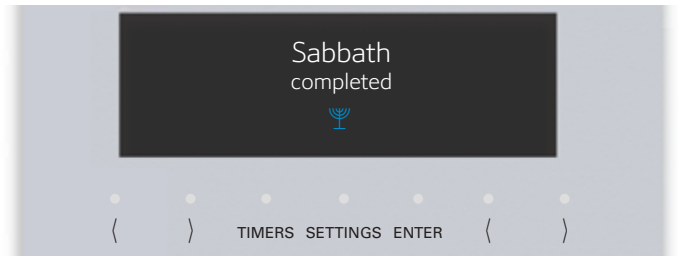 Sabbath
completed
⟨ ⟩ TIMERS SETTINGS ENTER ⟨ ⟩